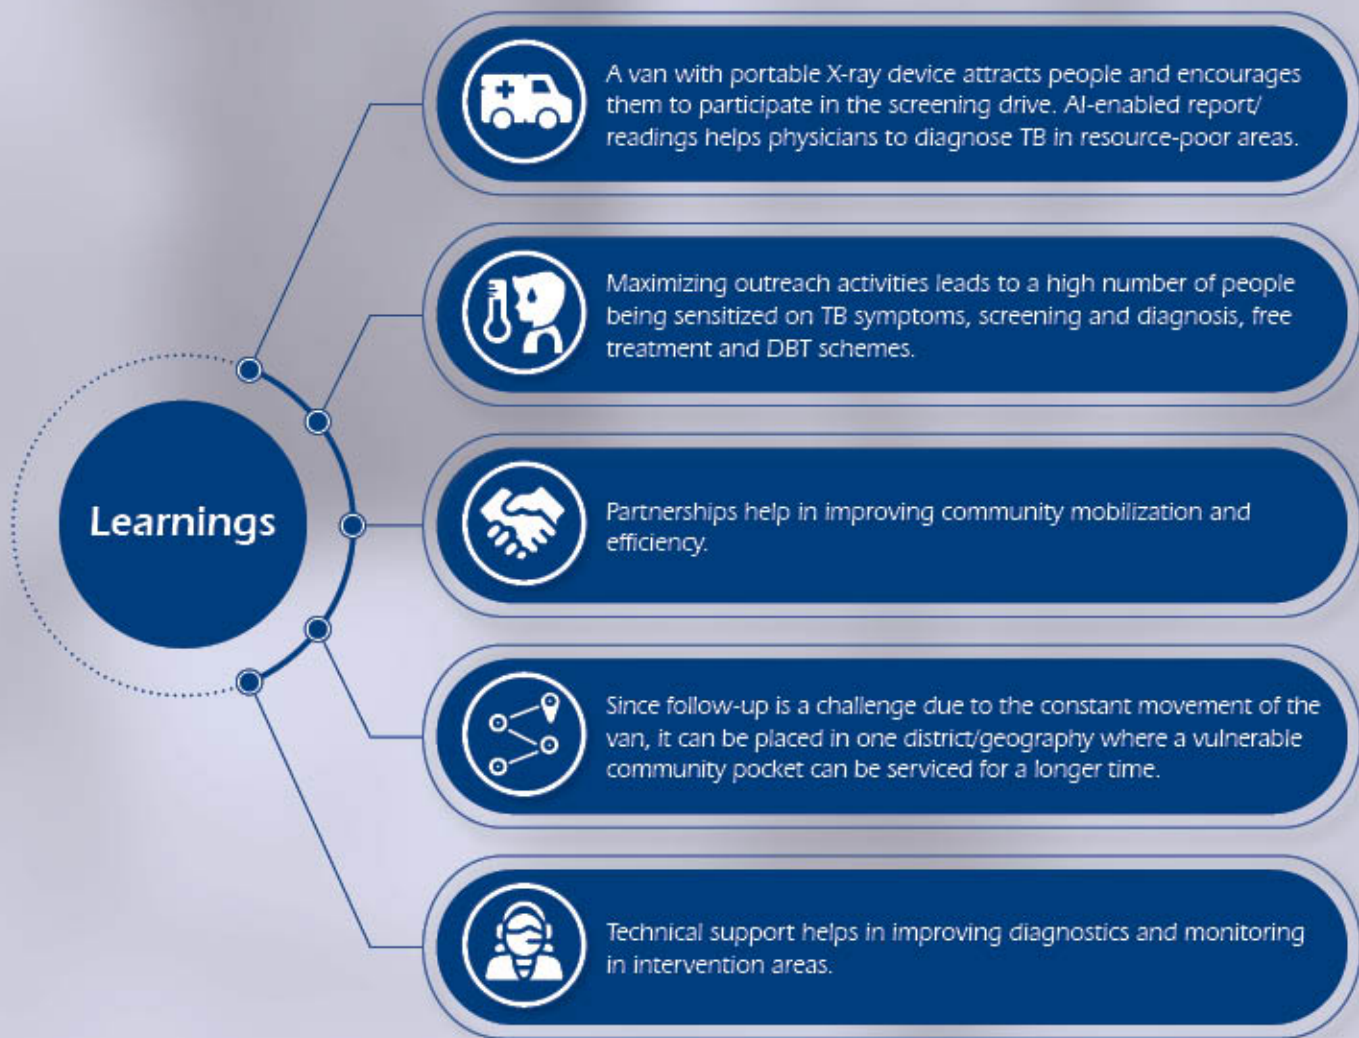 Learnings
A van with portable X-ray device attracts people and encourages
them to participate in the screening drive. AI-enabled report/
readings helps physicians to diagnose TB in resource-poor areas.
Maximizing outreach activities leads to a high number of people
being sensitized on TB symptoms, screening and diagnosis, free
treatment and DBT schemes.
Partnerships help in improving community mobilization and
efficiency.
Since follow-up is a challenge due to the constant movement of the
van, it can be placed in one district/geography where a vulnerable
community pocket can be serviced for a longer time.
Technical support helps in improving diagnostics and monitoring
in intervention areas.